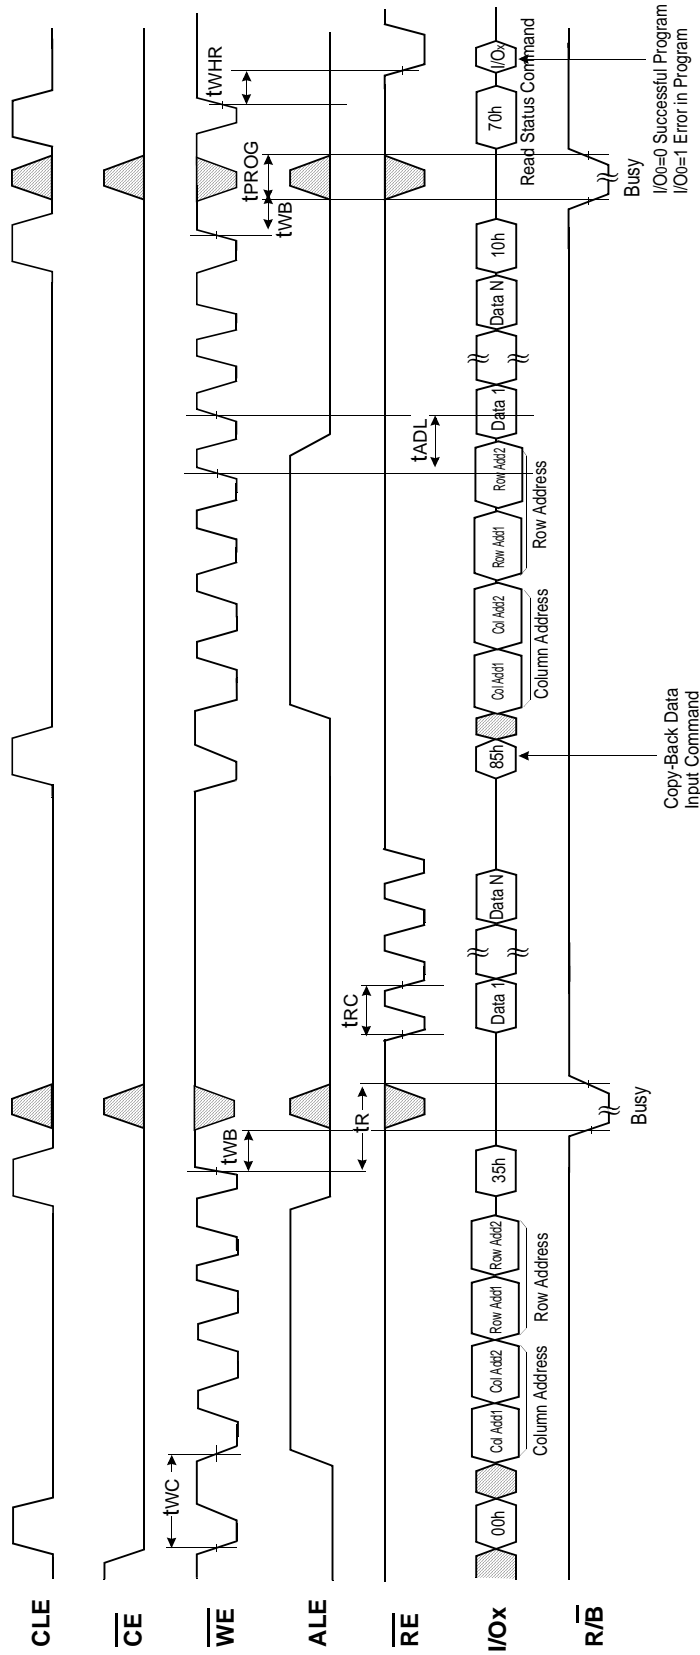 CLE
CE
WE
ALE
RE
I/Ox
R/B
tWC
tWB
tWB
tPROG
tWHR
tR
tRC
tADL
00h
Col Add1
Col Add2
Row Add1
Row Add2
35h
Data 1
Data N
85h
Col Add1
Col Add2
Row Add1
Row Add2
Data 1
Data N
10h
70h
I/Ox
Column Address
Row Address
Column Address
Row Address
Read Status Command
Busy
Busy
Copy-Back Data
Input Command
I/O0=0 Successful Program
I/O0=1 Error in Program